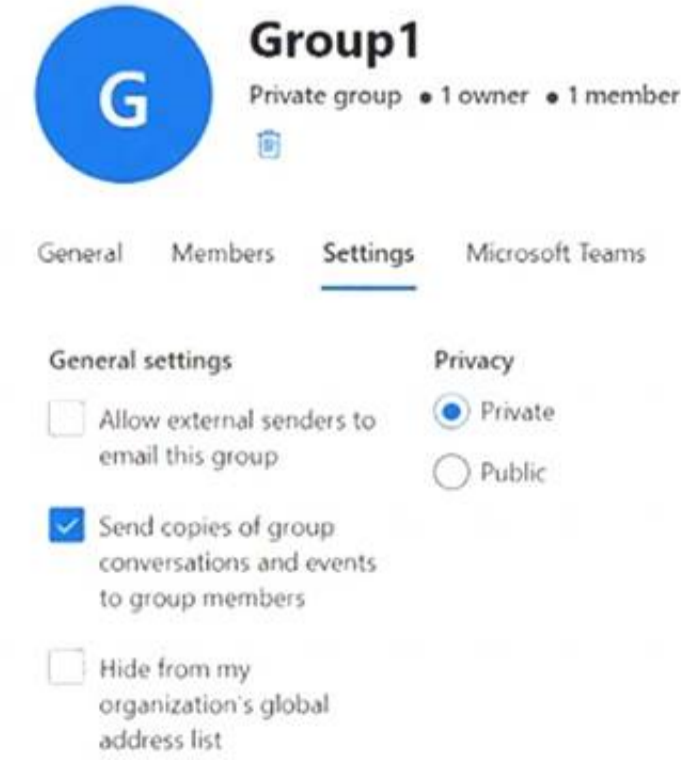 G
Group1
Private group • 1 owner • 1 member
General Members Settings Microsoft Teams
General settings
Allow external senders to
email this group
Send copies of group
conversations and events
to group members
Hide from my
organization's global
address list
Privacy
Private
Public